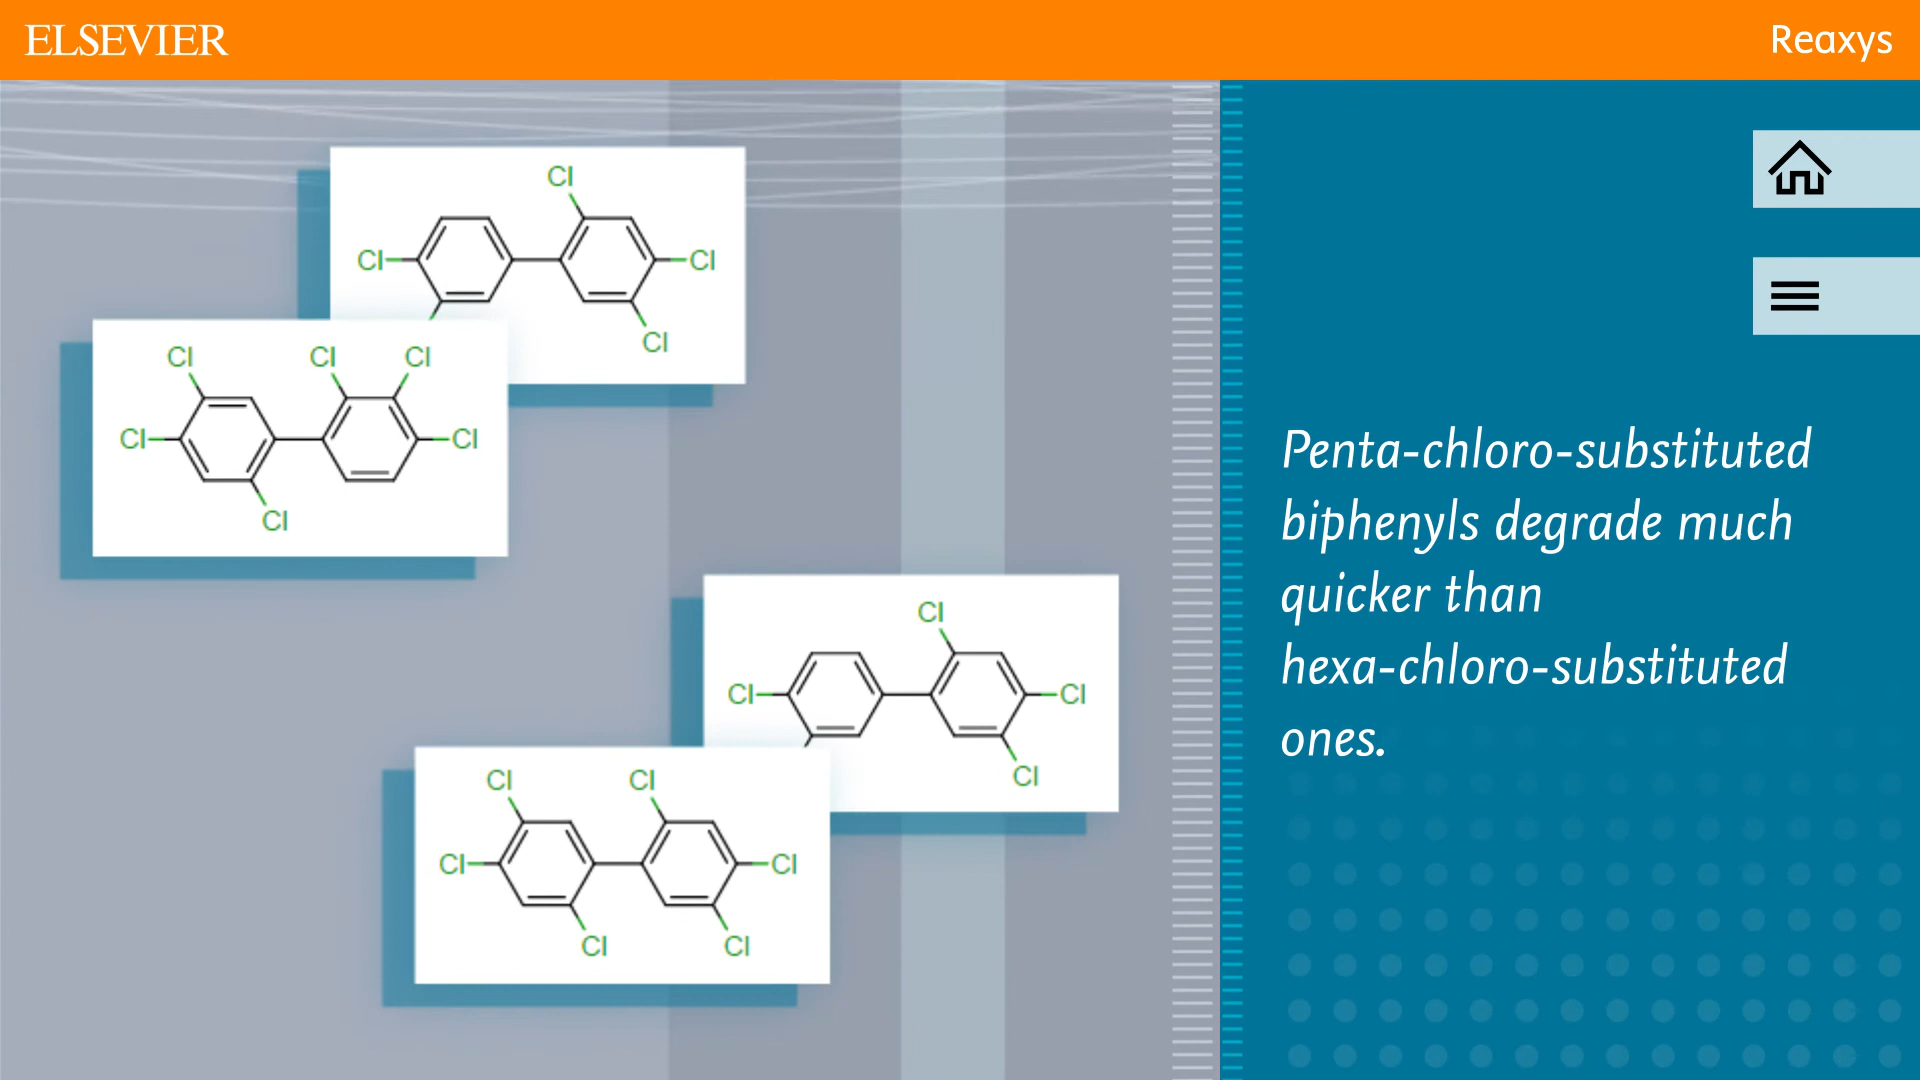 ELSEVIER
Reaxys
Cl
Cl
Cl
Cl
Cl
Cl
Cl
Cl
Cl
Cl
Penta-chloro-substituted
biphenyls degrade much
quicker than
hexa-chloro-substituted
ones.
Cl
Cl
Cl
Cl
Cl
Cl
Cl
Cl
Cl
Cl